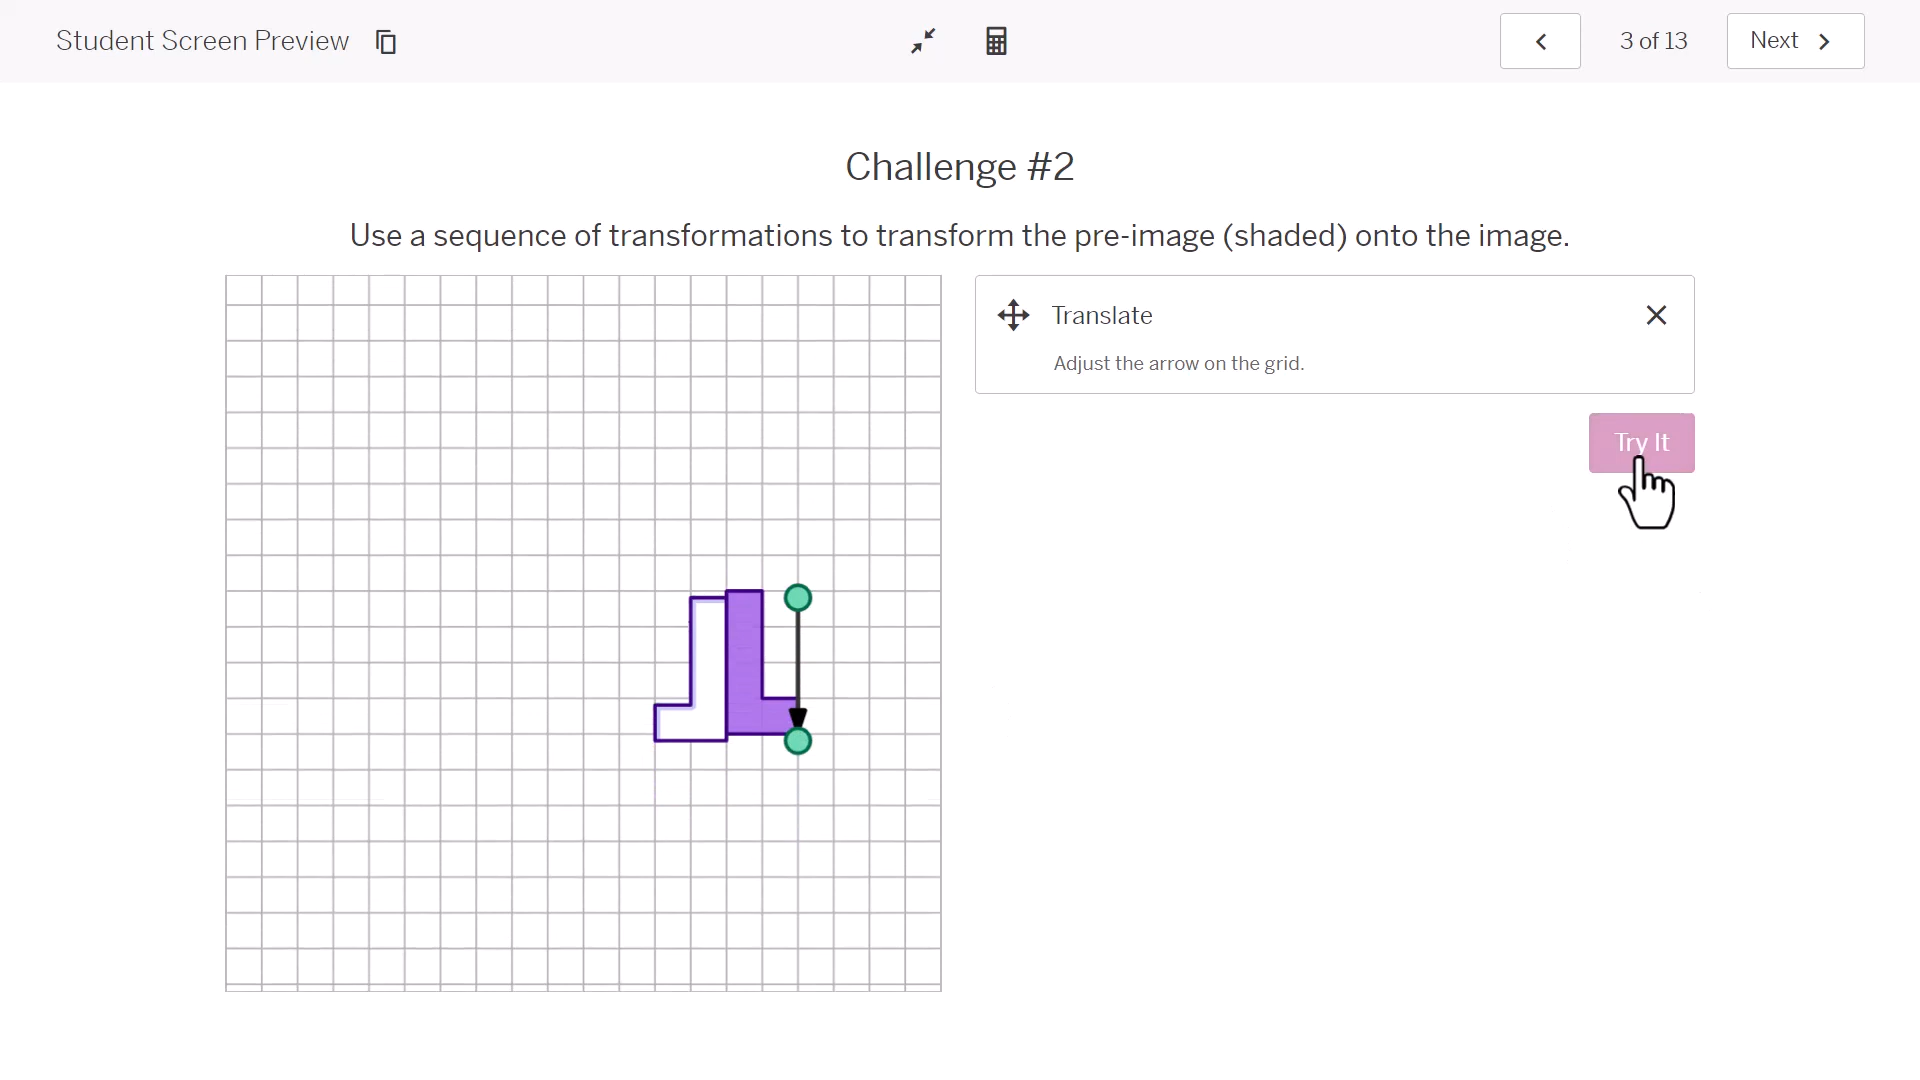 Student Screen Preview
3 of 13
Next
Challenge #2
Use a sequence of transformations to transform the pre-image (shaded) onto the image.
Translate
Adjust the arrow on the grid.
Try It